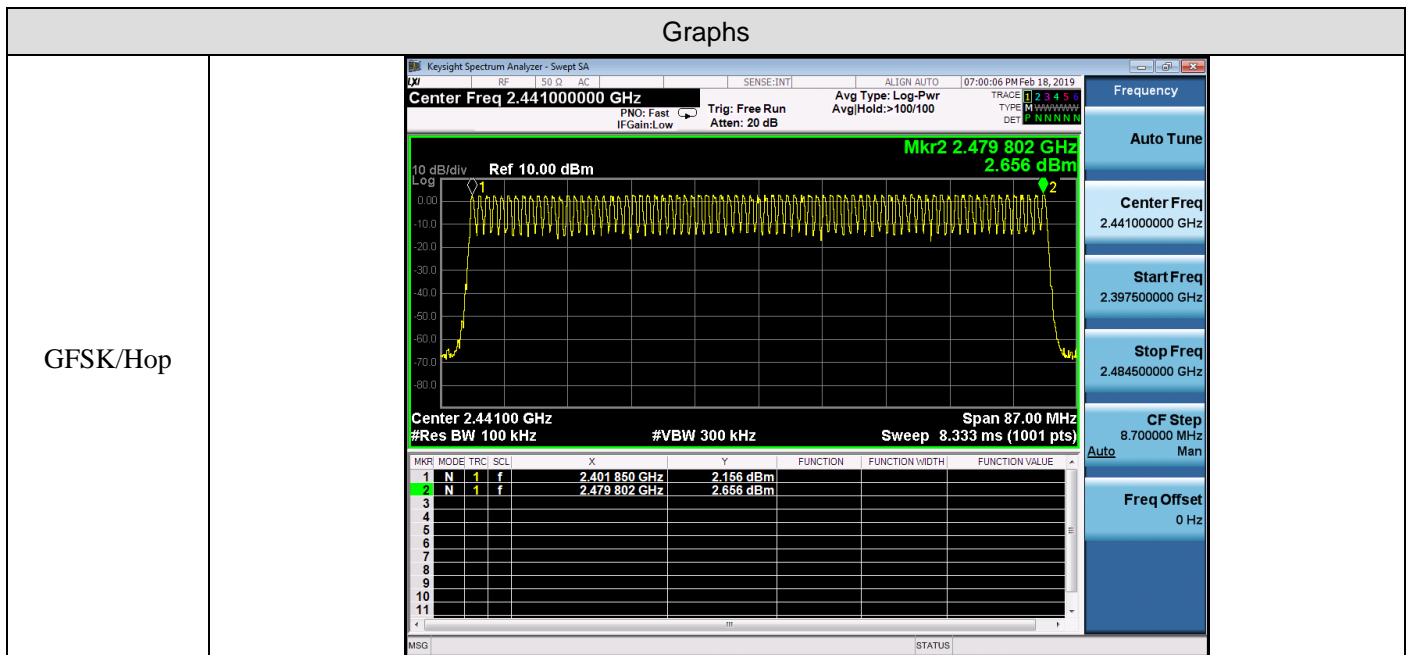 Graphs
GFSK/Hop
Keysight Spectrum Analyzer - Swept SA
LXI RF 50 Ω AC SENSE:INT ALIGN AUTO 07:00:06 PM Feb 18, 2019
Center Freq 2.441000000 GHz
PNO: Fast
IFGain:Low
Trig: Free Run
Atten: 20 dB
Avg Type: Log-Pwr
Avg|Hold:>100/100
TRACE 1 2 3 4 5 6
TYPE M WWWWW
DET P N N N N N
Mkr2 2.479 802 GHz
2.656 dBm
10 dB/div Ref 10.00 dBm
Log
1
2
0.00
-10.0
-20.0
-30.0
-40.0
-50.0
-60.0
-70.0
-80.0
Center 2.44100 GHz Span 87.00 MHz
#Res BW 100 kHz #VBW 300 kHz Sweep 8.333 ms (1001 pts)
MKR MODE TRC SCL X Y FUNCTION FUNCTION WIDTH FUNCTION VALUE
1 N 1 f 2.401 850 GHz 2.156 dBm
2 N 1 f 2.479 802 GHz 2.656 dBm
3
4
5
6
7
8
9
10
11
MSG STATUS
Frequency
Auto Tune
Center Freq
2.441000000 GHz
Start Freq
2.397500000 GHz
Stop Freq
2.484500000 GHz
CF Step
8.700000 MHz
Auto Man
Freq Offset
0 Hz